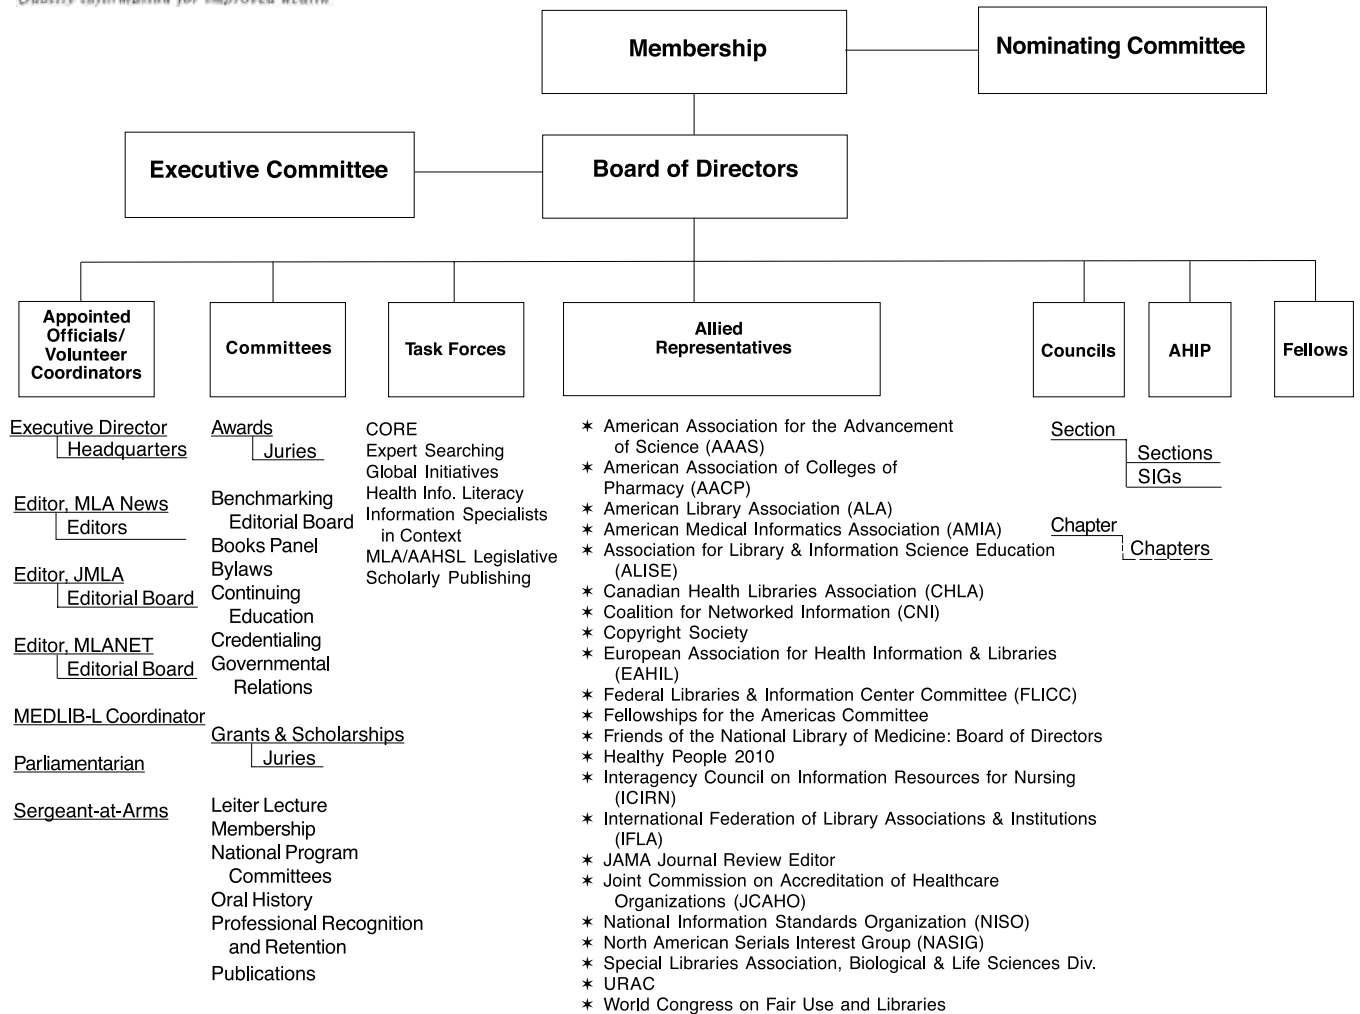 Quality information for improved health
Membership
Nominating Committee
Executive Committee
Board of Directors
Appointed
Officials/
Volunteer
Coordinators
Committees
Task Forces
Allied
Representatives
Councils
AHIP
Fellows
Executive Director
Headquarters
Editor, MLA News
Editors
Editor, JMLA
Editorial Board
Editor, MLANET
Editorial Board
MEDLIB-L Coordinator
Parliamentarian
Sergeant-at-Arms
Awards
Juries
Benchmarking
Editorial Board
Books Panel
Bylaws
Continuing
Education
Credentialing
Governmental
Relations
Grants & Scholarships
Juries
Leiter Lecture
Membership
National Program
Committees
Oral History
Professional Recognition
and Retention
Publications
CORE
Expert Searching
Global Initiatives
Health Info. Literacy
Information Specialists
in Context
MLA/AAHSL Legislative
Scholarly Publishing
✶ American Association for the Advancement
of Science (AAAS)
✶ American Association of Colleges of
Pharmacy (AACP)
✶ American Library Association (ALA)
✶ American Medical Informatics Association (AMIA)
✶ Association for Library & Information Science Education
(ALISE)
✶ Canadian Health Libraries Association (CHLA)
✶ Coalition for Networked Information (CNI)
✶ Copyright Society
✶ European Association for Health Information & Libraries
(EAHIL)
✶ Federal Libraries & Information Center Committee (FLICC)
✶ Fellowships for the Americas Committee
✶ Friends of the National Library of Medicine: Board of Directors
✶ Healthy People 2010
✶ Interagency Council on Information Resources for Nursing
(ICIRN)
✶ International Federation of Library Associations & Institutions
(IFLA)
✶ JAMA Journal Review Editor
✶ Joint Commission on Accreditation of Healthcare
Organizations (JCAHO)
✶ National Information Standards Organization (NISO)
✶ North American Serials Interest Group (NASIG)
✶ Special Libraries Association, Biological & Life Sciences Div.
✶ URAC
✶ World Congress on Fair Use and Libraries
Section
Sections
SIGs
Chapter
Chapters